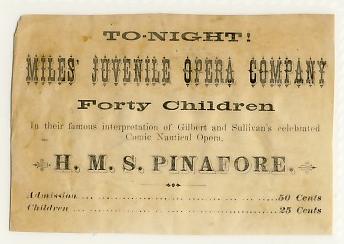 TO-NIGHT!
MILES' JUVENILE OPERA COMPANY
Forty Children
In their famous interpretation of Gilbert and Sullivan's celebrated
Comic Nautical Opera,
H. M. S. PINAFORE.
Admission ........................................ 50 Cents
Children ........................................ 25 Cents